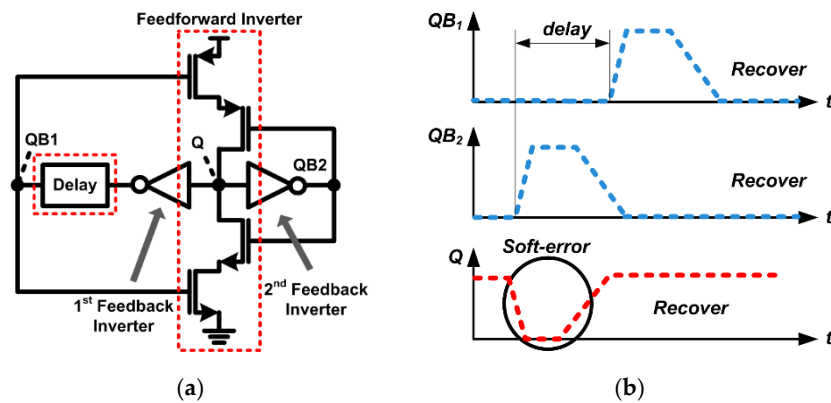 Feedforward Inverter
QB1
Delay
Q
QB2
1st Feedback
Inverter
2nd Feedback
Inverter
(a)
QB1
delay
Recover
t
QB2
Recover
t
Q
Soft-error
Recover
t
(b)